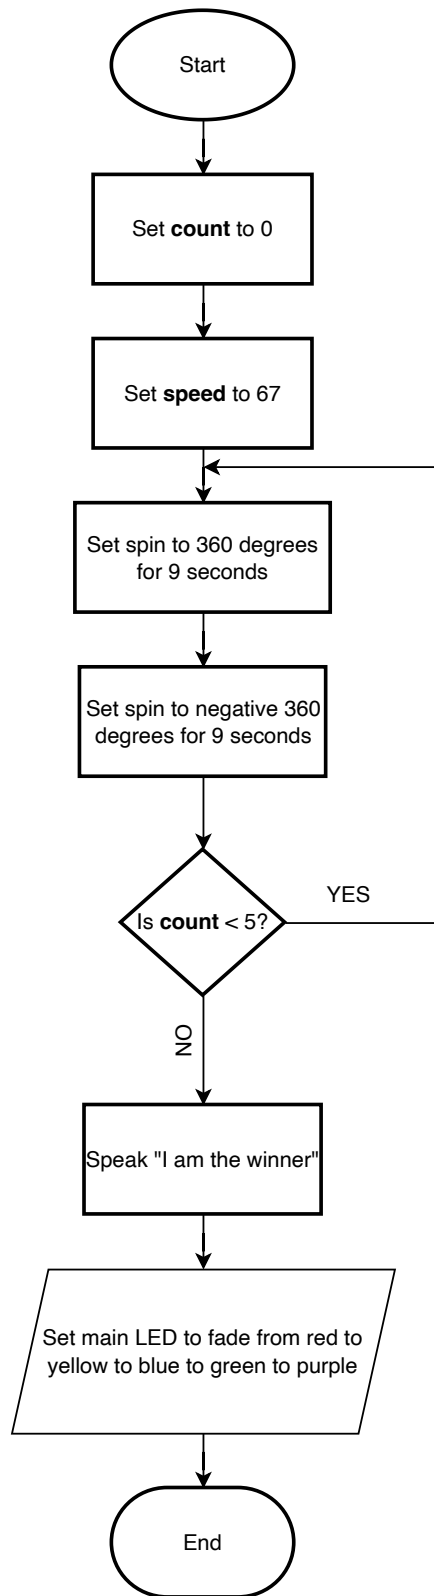 Start
Set count to 0
Set speed to 67
Set spin to 360 degrees
for 9 seconds
Set spin to negative 360
degrees for 9 seconds
Is count < 5?
YES
NO
Speak "I am the winner"
Set main LED to fade from red to
yellow to blue to green to purple
End